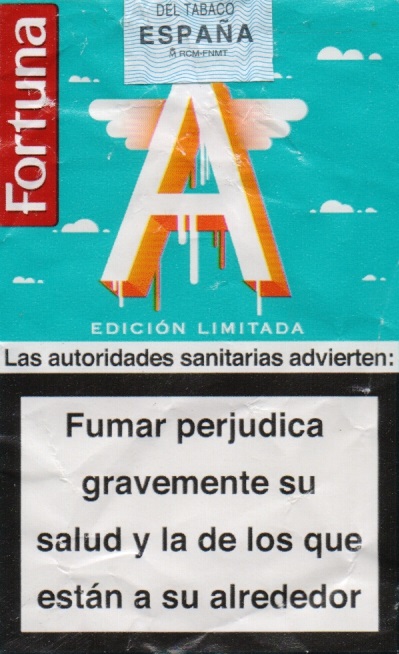 DEL TABACO
ESPAÑA
RCM-FNMT
Fortuna
A
EDICIÓN LIMITADA
Las autoridades sanitarias advierten:
Fumar perjudica
gravemente su
salud y la de los que
están a su alrededor